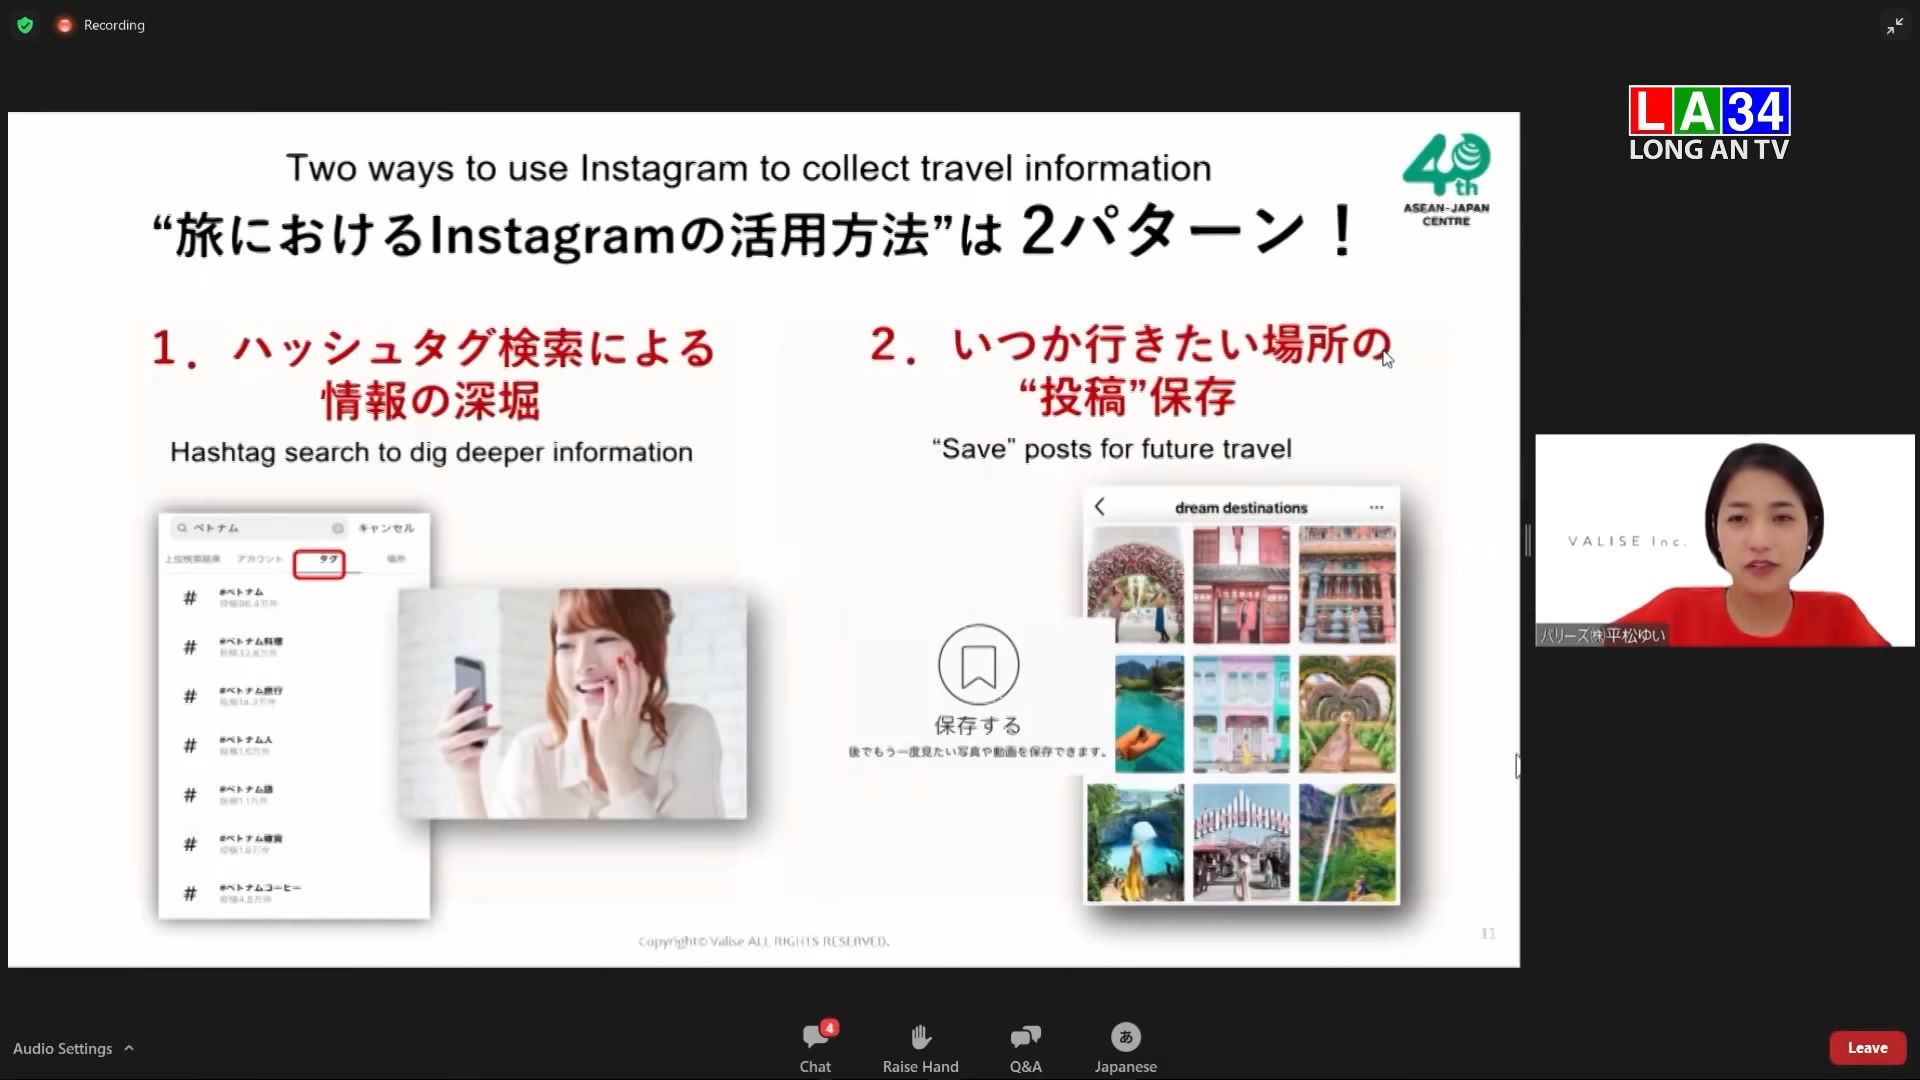 Recording
LA34
LONG AN TV
Two ways to use Instagram to collect travel information
“旅におけるInstagramの活用方法”は 2パターン！
40th
ASEAN-JAPAN
CENTRE
1．ハッシュタグ検索による
情報の深堀
Hashtag search to dig deeper information
2．いつか行きたい場所の
“投稿”保存
“Save” posts for future travel
ベトナム
キャンセル
上位検索結果 アカウント タグ 場所
# #ベトナム
# #ベトナム料理
# #ベトナム旅行
# #ベトナム人
# #ベトナム語
# #ベトナム雑貨
# #ベトナムコーヒー
dream destinations
保存する
後でもう一度見たい写真や動画を保存できます。
Copyright© Valise ALL RIGHTS RESERVED.
11
VALISE Inc.
バリーズ㈱平松ゆい
Audio Settings
4
Chat
Raise Hand
Q&A
あ
Japanese
Leave